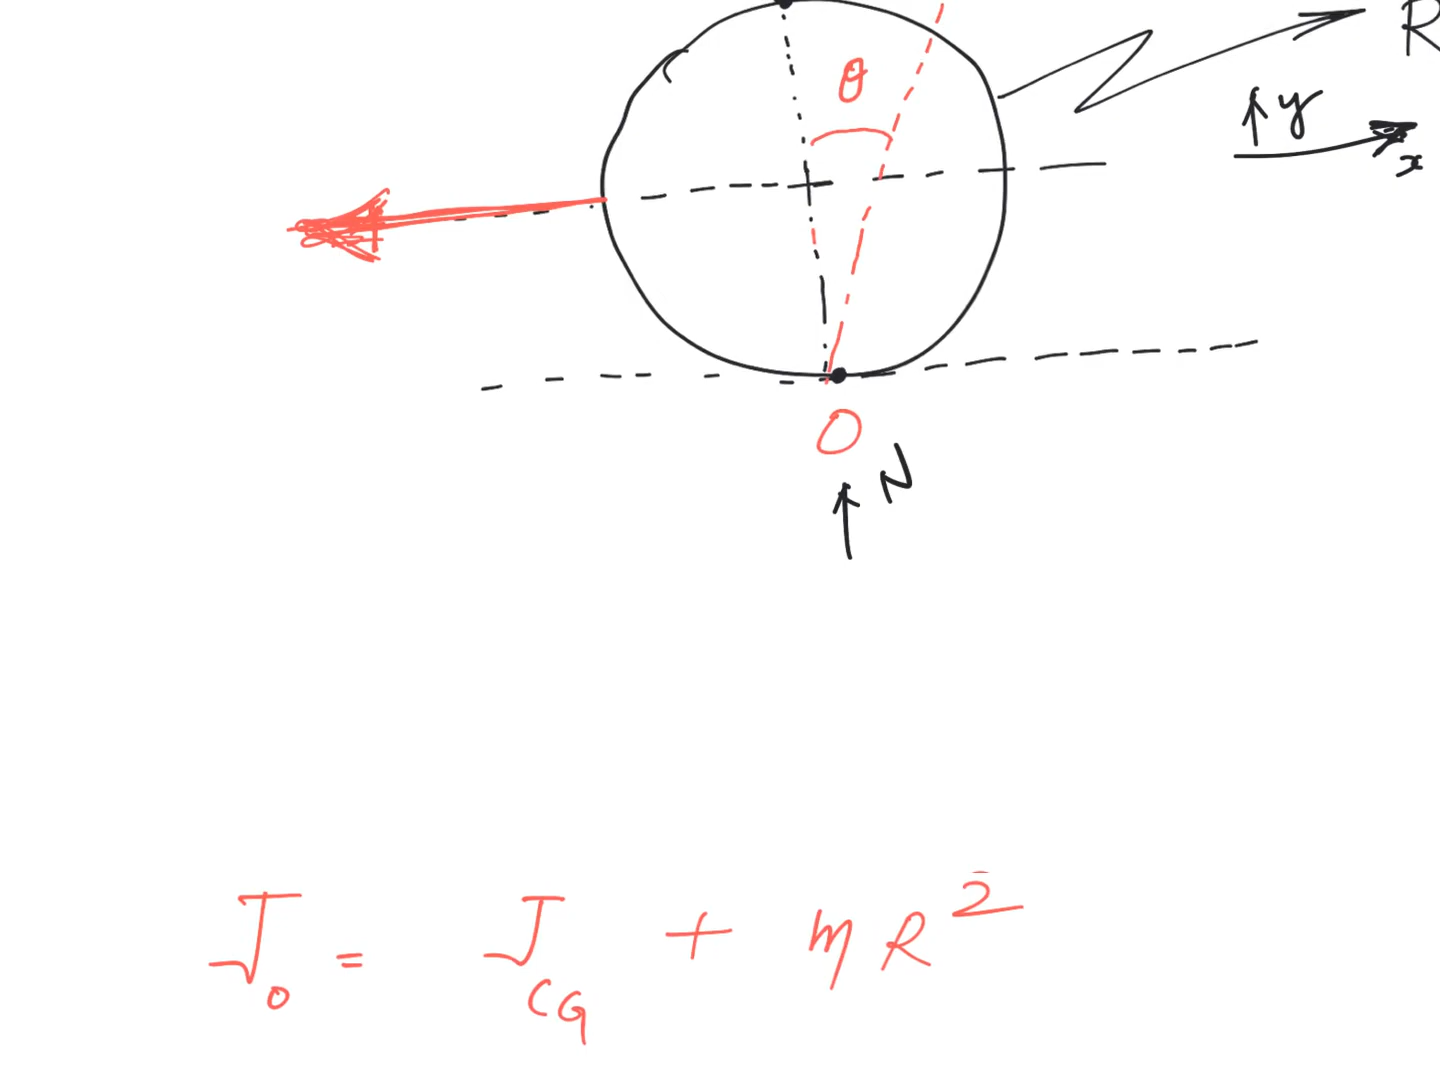 R
θ
y
x
O
N
J_O = J_CG + mR²